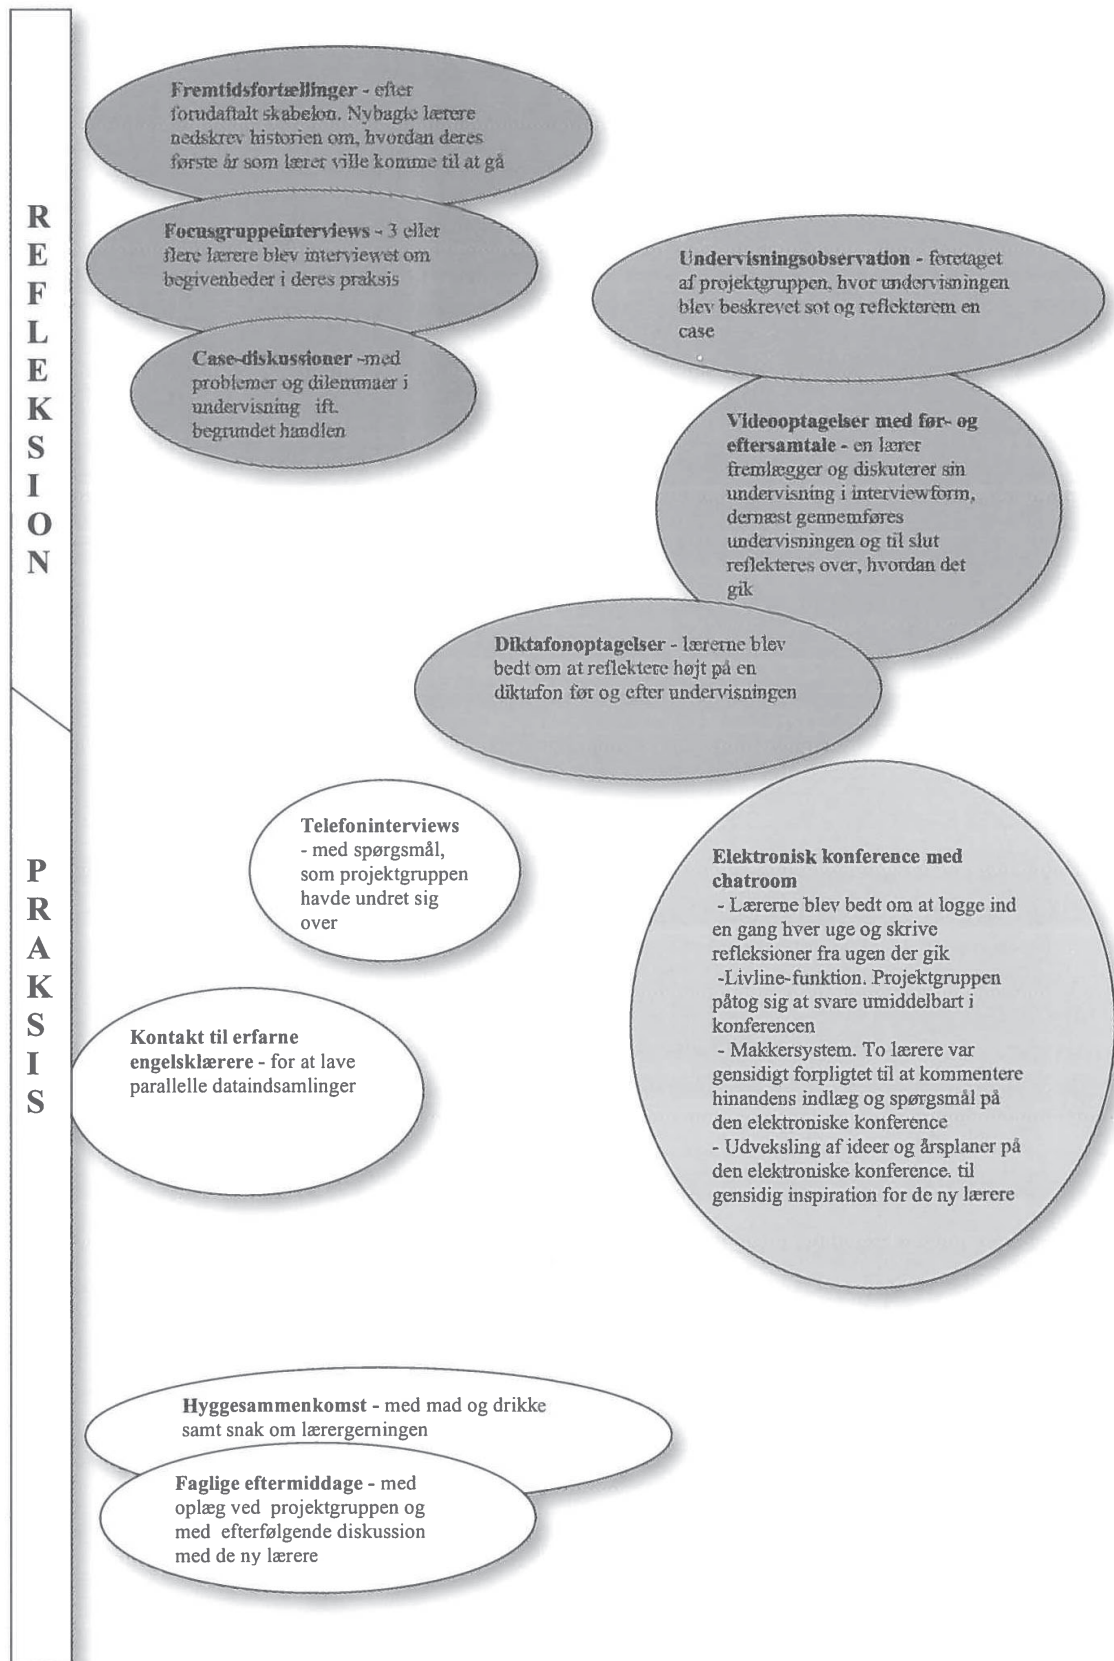 REFLEKSION
Fremtidsfortællinger - efter
forudaftalt skabelon. Nybagte lærere
nedskrev historien om, hvordan deres
første år som lærer ville komme til at gå
Focusgruppeinterviews - 3 eller
flere lærere blev interviewet om
begivenheder i deres praksis
Case-diskussioner -med
problemer og dilemmaer i
undervisning ift.
begrundet handlen
Undervisningsobservation - foretaget
af projektgruppen, hvor undervisningen
blev beskrevet sot og reflekterem en
case
Videooptagelser med før- og
eftersamtale - en lærer
fremlægger og diskuterer sin
undervisning i interviewform,
dernæst gennemføres
undervisningen og til slut
reflekteres over, hvordan det
gik
Diktafonoptagelser - lærerne blev
bedt om at reflektere højt på en
diktafon før og efter undervisningen
PRAKSIS
Telefoninterviews
- med spørgsmål,
som projektgruppen
havde undret sig
over
Elektronisk konference med
chatroom
- Lærerne blev bedt om at logge ind
en gang hver uge og skrive
refleksioner fra ugen der gik
-Livline-funktion. Projektgruppen
påtog sig at svare umiddelbart i
konferencen
- Makkersystem. To lærere var
gensidigt forpligtet til at kommentere
hinandens indlæg og spørgsmål på
den elektroniske konference
- Udveksling af ideer og årsplaner på
den elektroniske konference. til
gensidig inspiration for de ny lærere
Kontakt til erfarne
engelsklærere - for at lave
parallelle dataindsamlinger
Hyggesammenkomst - med mad og drikke
samt snak om lærergerningen
Faglige eftermiddage - med
oplæg ved projektgruppen og
med efterfølgende diskussion
med de ny lærere